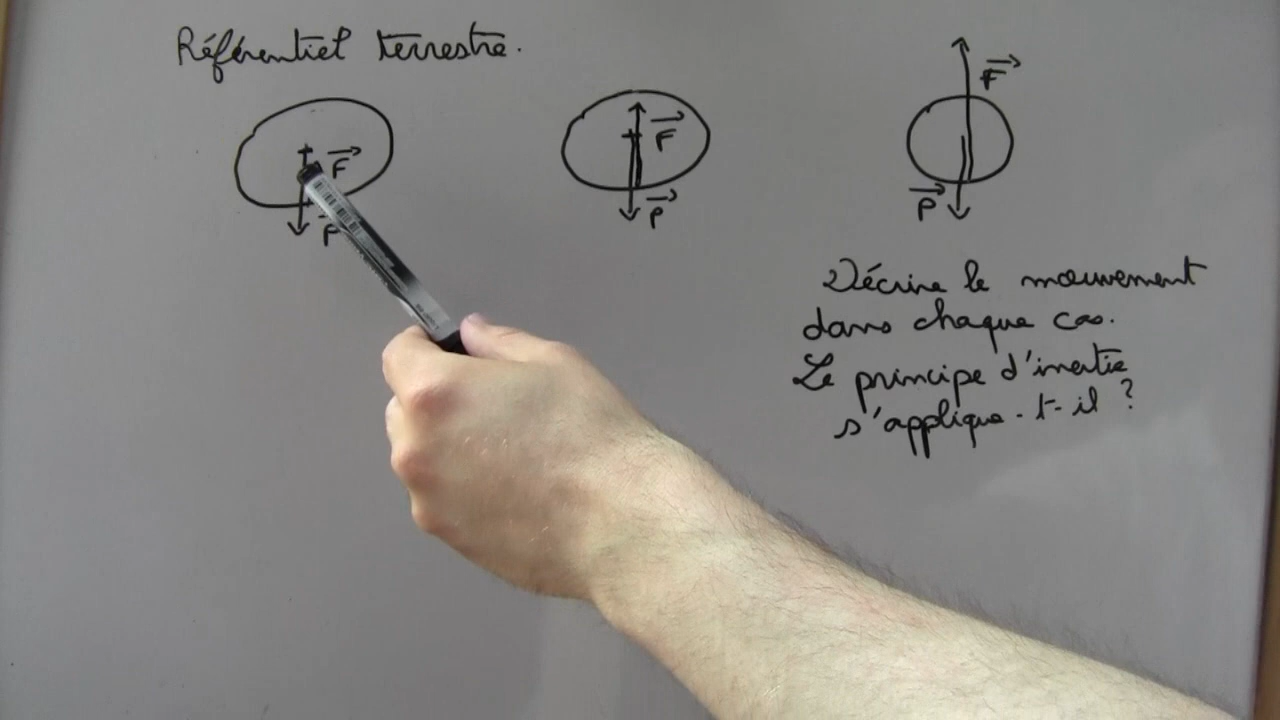 Référentiel terrestre.
F
P
F
P
F
P
Décrire le mouvement
dans chaque cas.
Le principe d'inertie
s'applique-t-il ?